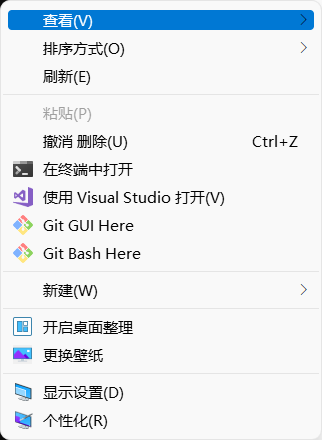 查看(V)
排序方式(O)
刷新(E)
粘贴(P)
撤消 删除(U) Ctrl+Z
在终端中打开
使用 Visual Studio 打开(V)
Git GUI Here
Git Bash Here
新建(W)
开启桌面整理
更换壁纸
显示设置(D)
个性化(R)